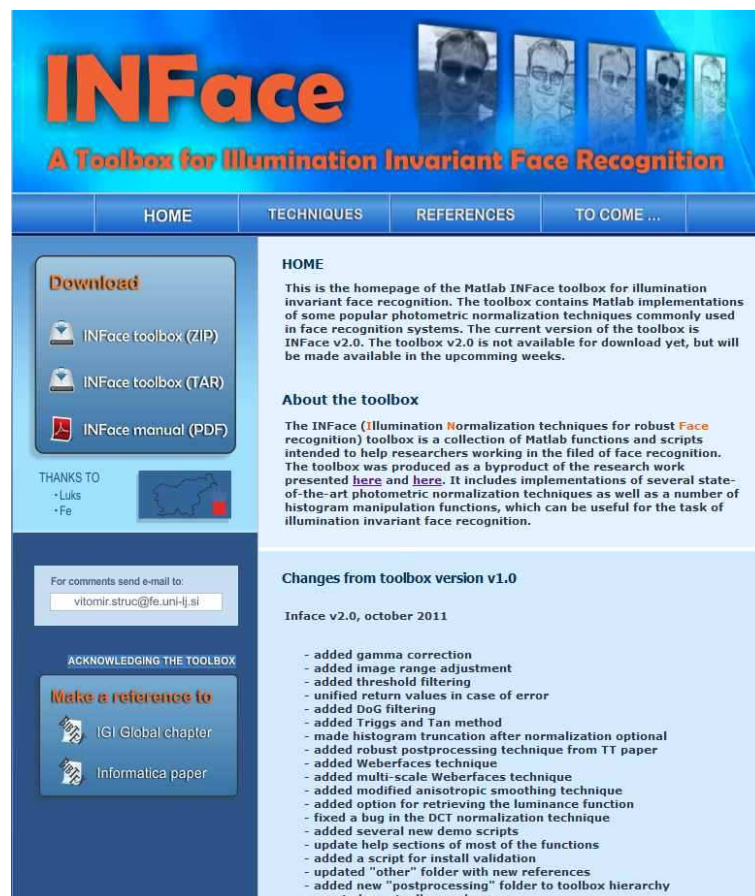 INFace
A Toolbox for Illumination Invariant Face Recognition
HOME
TECHNIQUES
REFERENCES
TO COME ...
Download
INFace toolbox (ZIP)
INFace toolbox (TAR)
INFace manual (PDF)
THANKS TO
· Luks
· Fe
For comments send e-mail to:
vitomir.struc@fe.uni-lj.si
ACKNOWLEDGING THE TOOLBOX
Make a reference to
IGI Global chapter
Informatica paper
HOME
This is the homepage of the Matlab INFace toolbox for illumination
invariant face recognition. The toolbox contains Matlab implementations
of some popular photometric normalization techniques commonly used
in face recognition systems. The current version of the toolbox is
INFace v2.0. The toolbox v2.0 is not available for download yet, but will
be made available in the upcomming weeks.
About the toolbox
The INFace (Illumination Normalization techniques for robust Face
recognition) toolbox is a collection of Matlab functions and scripts
intended to help researchers working in the filed of face recognition.
The toolbox was produced as a byproduct of the research work
presented here and here. It includes implementations of several state-
of-the-art photometric normalization techniques as well as a number of
histogram manipulation functions, which can be useful for the task of
illumination invariant face recognition.
Changes from toolbox version v1.0
Inface v2.0, october 2011
- added gamma correction
- added image range adjustment
- added threshold filtering
- unified return values in case of error
- added DoG filtering
- added Triggs and Tan method
- made histogram truncation after normalization optional
- added robust postprocessing technique from TT paper
- added Weberfaces technique
- added multi-scale Weberfaces technique
- added modified anisotropic smoothing technique
- added option for retrieving the luminance function
- fixed a bug in the DCT normalization technique
- added several new demo scripts
- update help sections of most of the functions
- added a script for install validation
- updated "other" folder with new references
- added new "postprocessing" folder to toolbox hierarchy